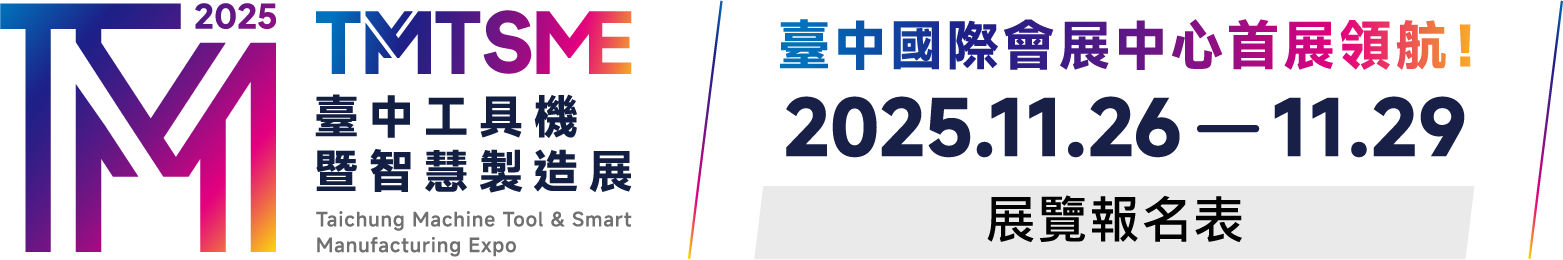 TM
2025
TMTSME
臺中工具機
暨智慧製造展
Taichung Machine Tool & Smart
Manufacturing Expo
臺中國際會展中心首展領航!
2025.11.26—11.29
展覽報名表